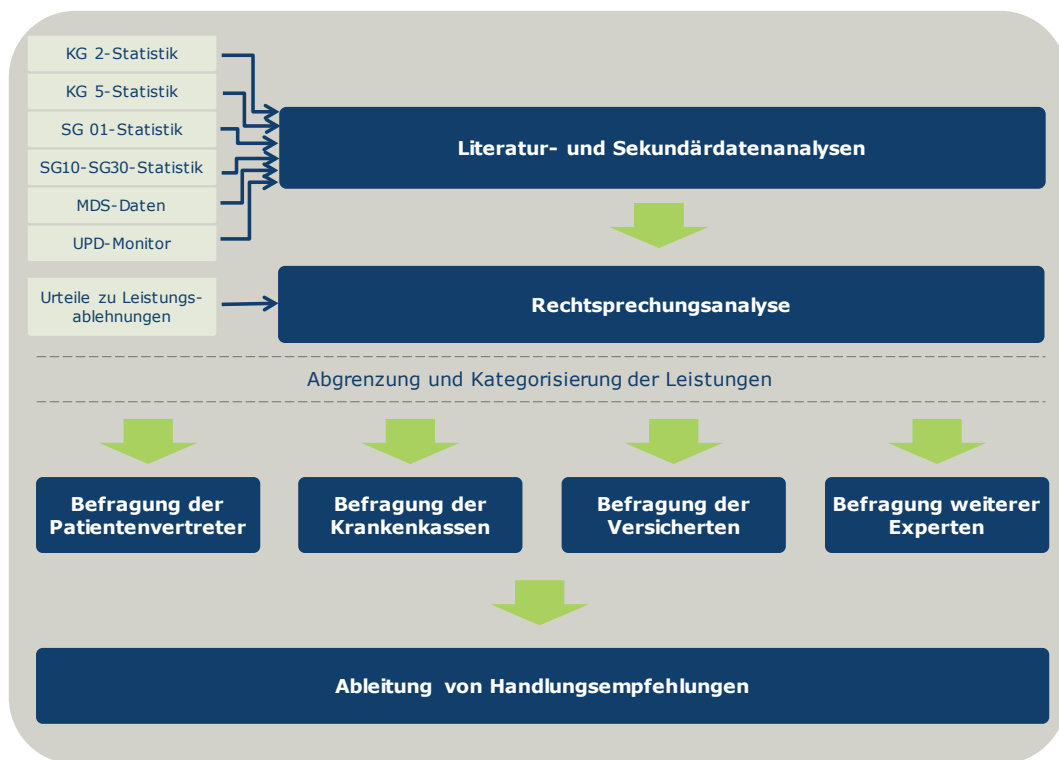 KG 2-Statistik
KG 5-Statistik
SG 01-Statistik
SG10-SG30-Statistik
MDS-Daten
UPD-Monitor
Literatur- und Sekundärdatenanalysen
Urteile zu Leistungs-
ablehnungen
Rechtsprechungsanalyse
Abgrenzung und Kategorisierung der Leistungen
Befragung der
Patientenvertreter
Befragung der
Krankenkassen
Befragung der
Versicherten
Befragung weiterer
Experten
Ableitung von Handlungsempfehlungen